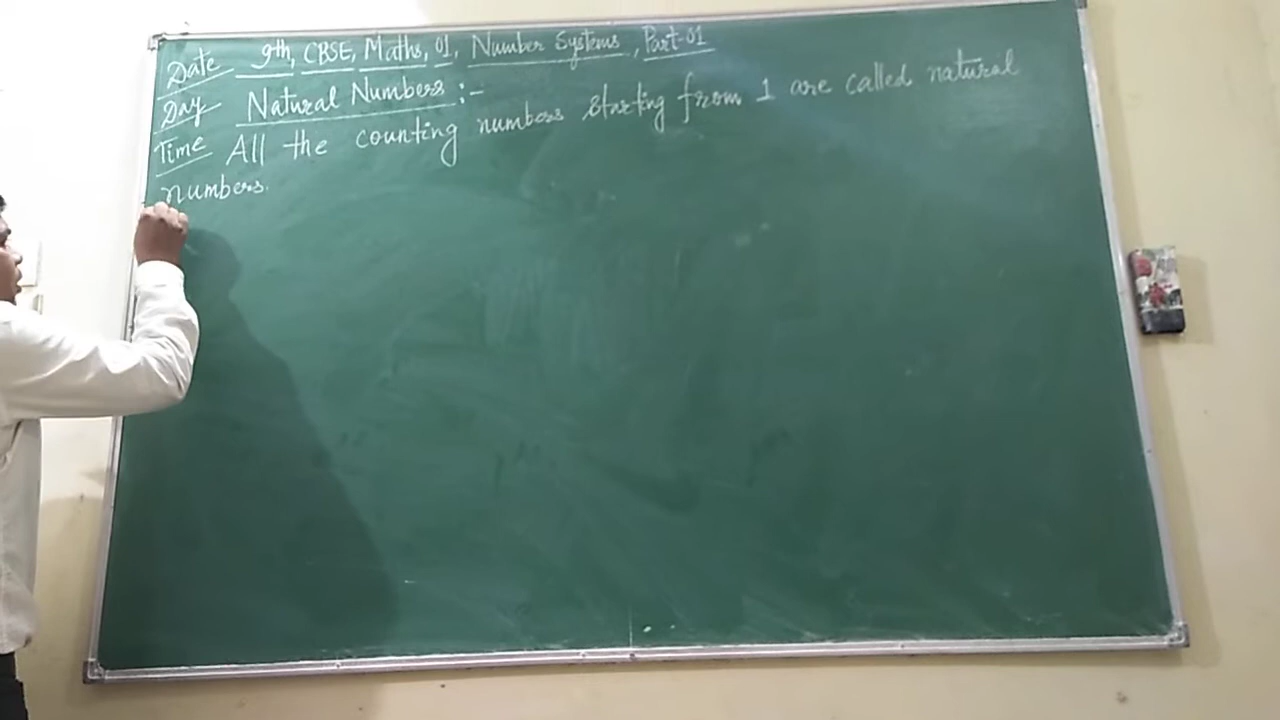 Date 9th, CBSE, Maths, 01, Number Systems, Part-01
Day Natural Numbers :-
Time All the counting numbers starting from 1 are called natural
numbers.